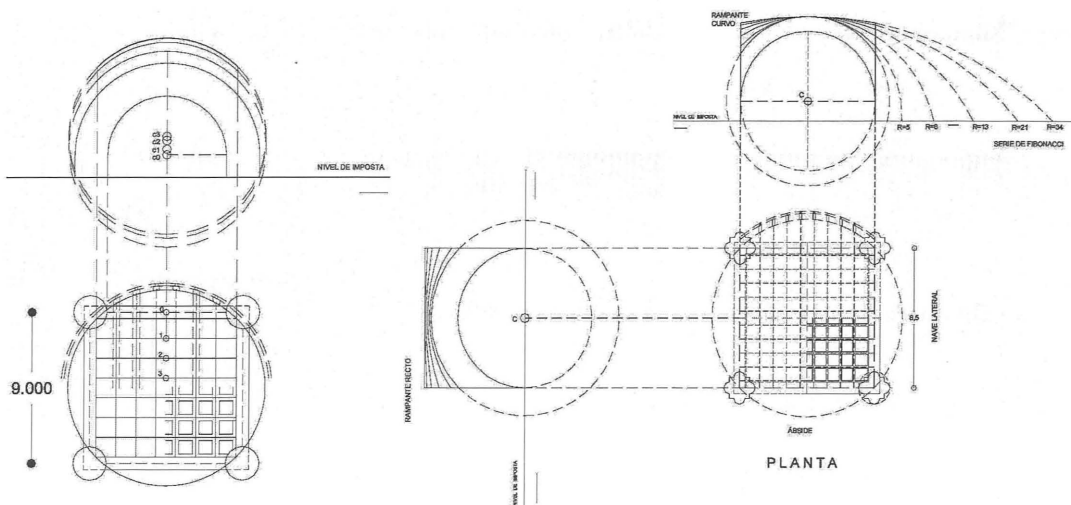 NIVEL DE IMPOSTA
0
1
2
3
9.000
RAMPANTE
CURVO
C
NIVEL DE IMPOSTA
R=5
R=8
R=13
R=21
R=34
SERIE DE FIBONACCI
C
RAMPANTE RECTO
NIVEL DE IMPOSTA
8,5
NAVE LATERAL
ÁBSIDE
PLANTA